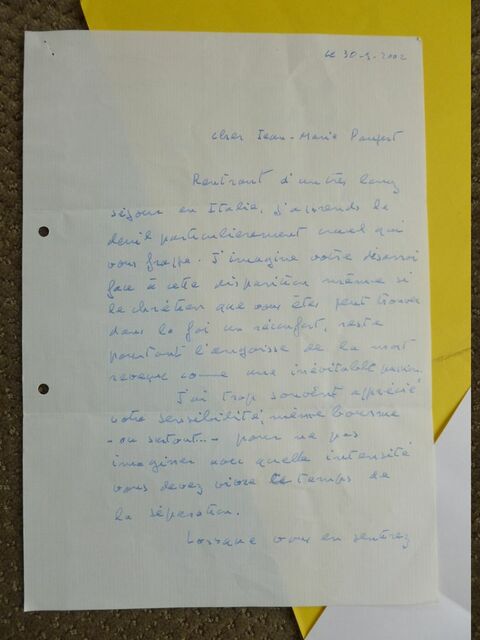 Le 30-9-2002
Cher Jean-Marie Paupert
Rentrant d'un très long
séjour en Italie, j'apprends le
deuil particulièrement cruel qui
vous frappe. J'imagine votre désarroi
face à cette disparition même si
le chrétien que vous êtes peut trouver
dans la foi un réconfort, reste
pourtant l'angoisse de la mort
comme une inévitable
J'ai trop souvent apprécié
votre sensibilité, même bourrue
- ou surtout... - pour ne pas
imaginer avec quelle intensité
vous devez vivre le temps de
la séparation.
Lorsque vous en sentirez